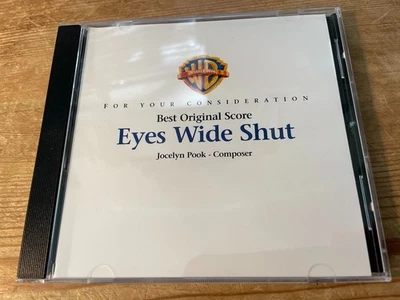 WB
FOR YOUR CONSIDERATION
Best Original Score
Eyes Wide Shut
Jocelyn Pook - Composer